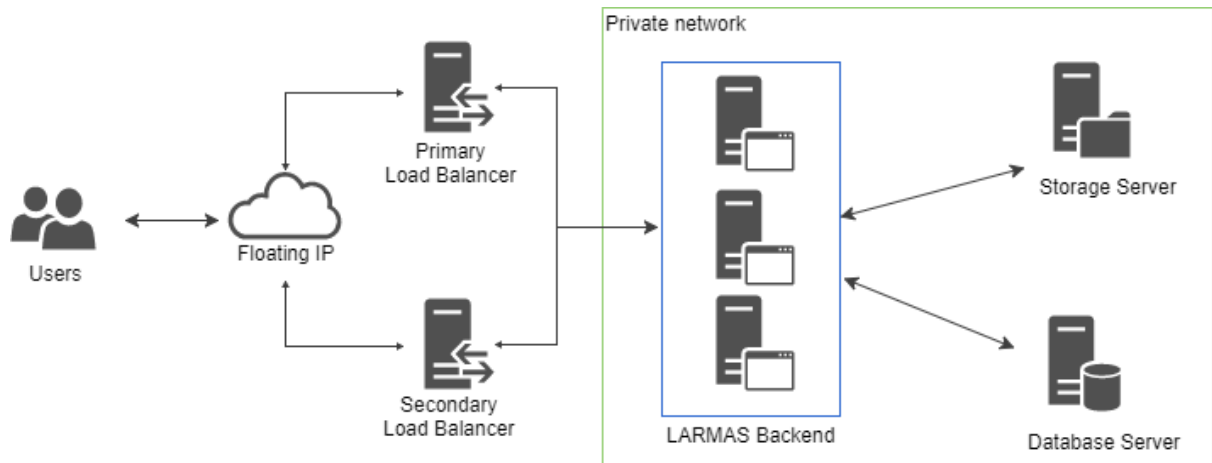 Private network
Primary
Load Balancer
Storage Server
Users
Floating IP
Secondary
Load Balancer
LARMAS Backend
Database Server